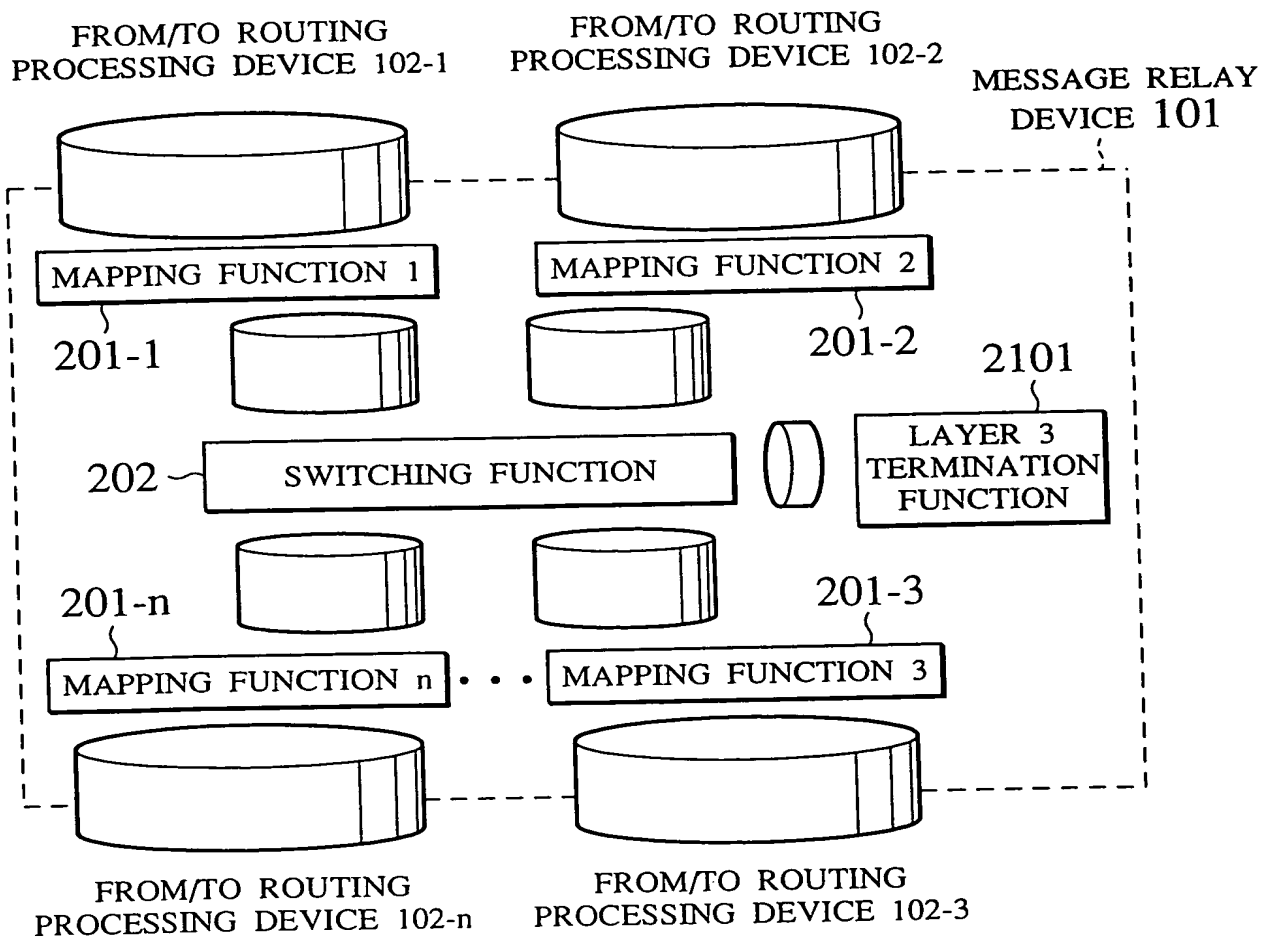 FROM/TO ROUTING
PROCESSING DEVICE 102-1
FROM/TO ROUTING
PROCESSING DEVICE 102-2
MESSAGE RELAY
DEVICE 101
MAPPING FUNCTION 1
MAPPING FUNCTION 2
201-1
201-2
2101
LAYER 3
TERMINATION
FUNCTION
202
SWITCHING FUNCTION
201-n
201-3
MAPPING FUNCTION n
• • •
MAPPING FUNCTION 3
FROM/TO ROUTING
PROCESSING DEVICE 102-n
FROM/TO ROUTING
PROCESSING DEVICE 102-3